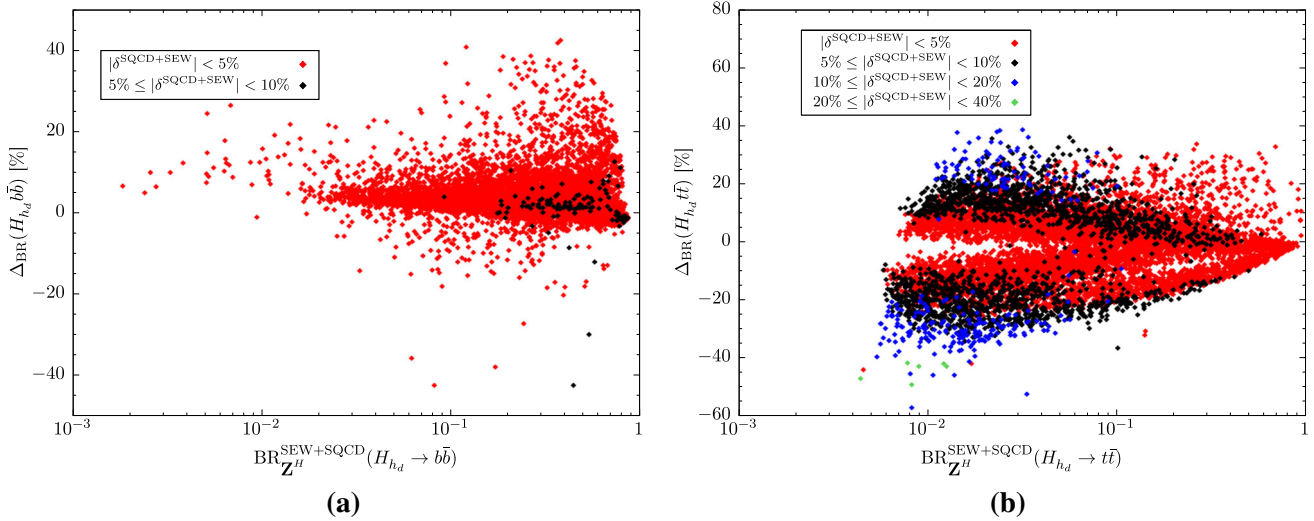 Δ_BR(H_{h_d} b b̄) [%]
40
20
0
−20
−40
|δ^{SQCD+SEW}| < 5%
5% ≤ |δ^{SQCD+SEW}| < 10%
10^{−3} 10^{−2} 10^{−1} 1
BR_{𝐙^H}^{SEW+SQCD}(H_{h_d} → b b̄)
(a)
Δ_BR(H_{h_d} t t̄) [%]
80
60
40
20
0
−20
−40
−60
|δ^{SQCD+SEW}| < 5%
5% ≤ |δ^{SQCD+SEW}| < 10%
10% ≤ |δ^{SQCD+SEW}| < 20%
20% ≤ |δ^{SQCD+SEW}| < 40%
10^{−3} 10^{−2} 10^{−1} 1
BR_{𝐙^H}^{SEW+SQCD}(H_{h_d} → t t̄)
(b)